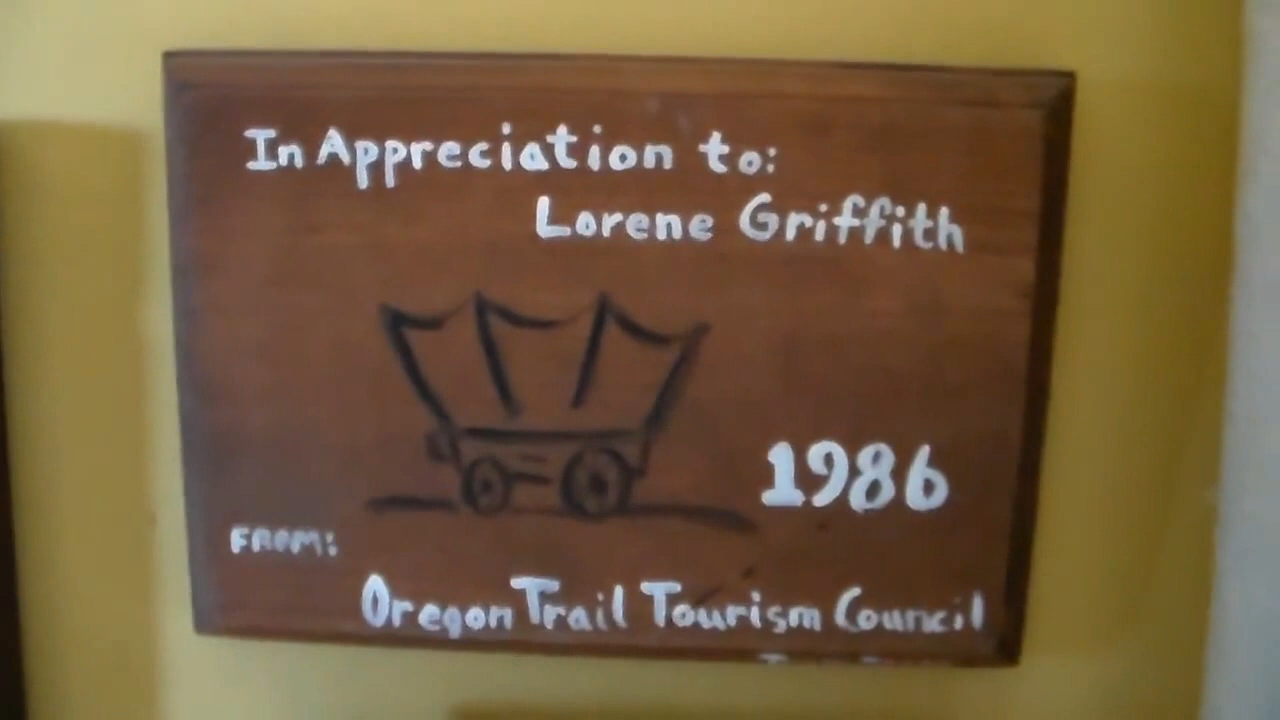 In Appreciation to:
Lorene Griffith
1986
FROM:
Oregon Trail Tourism Council